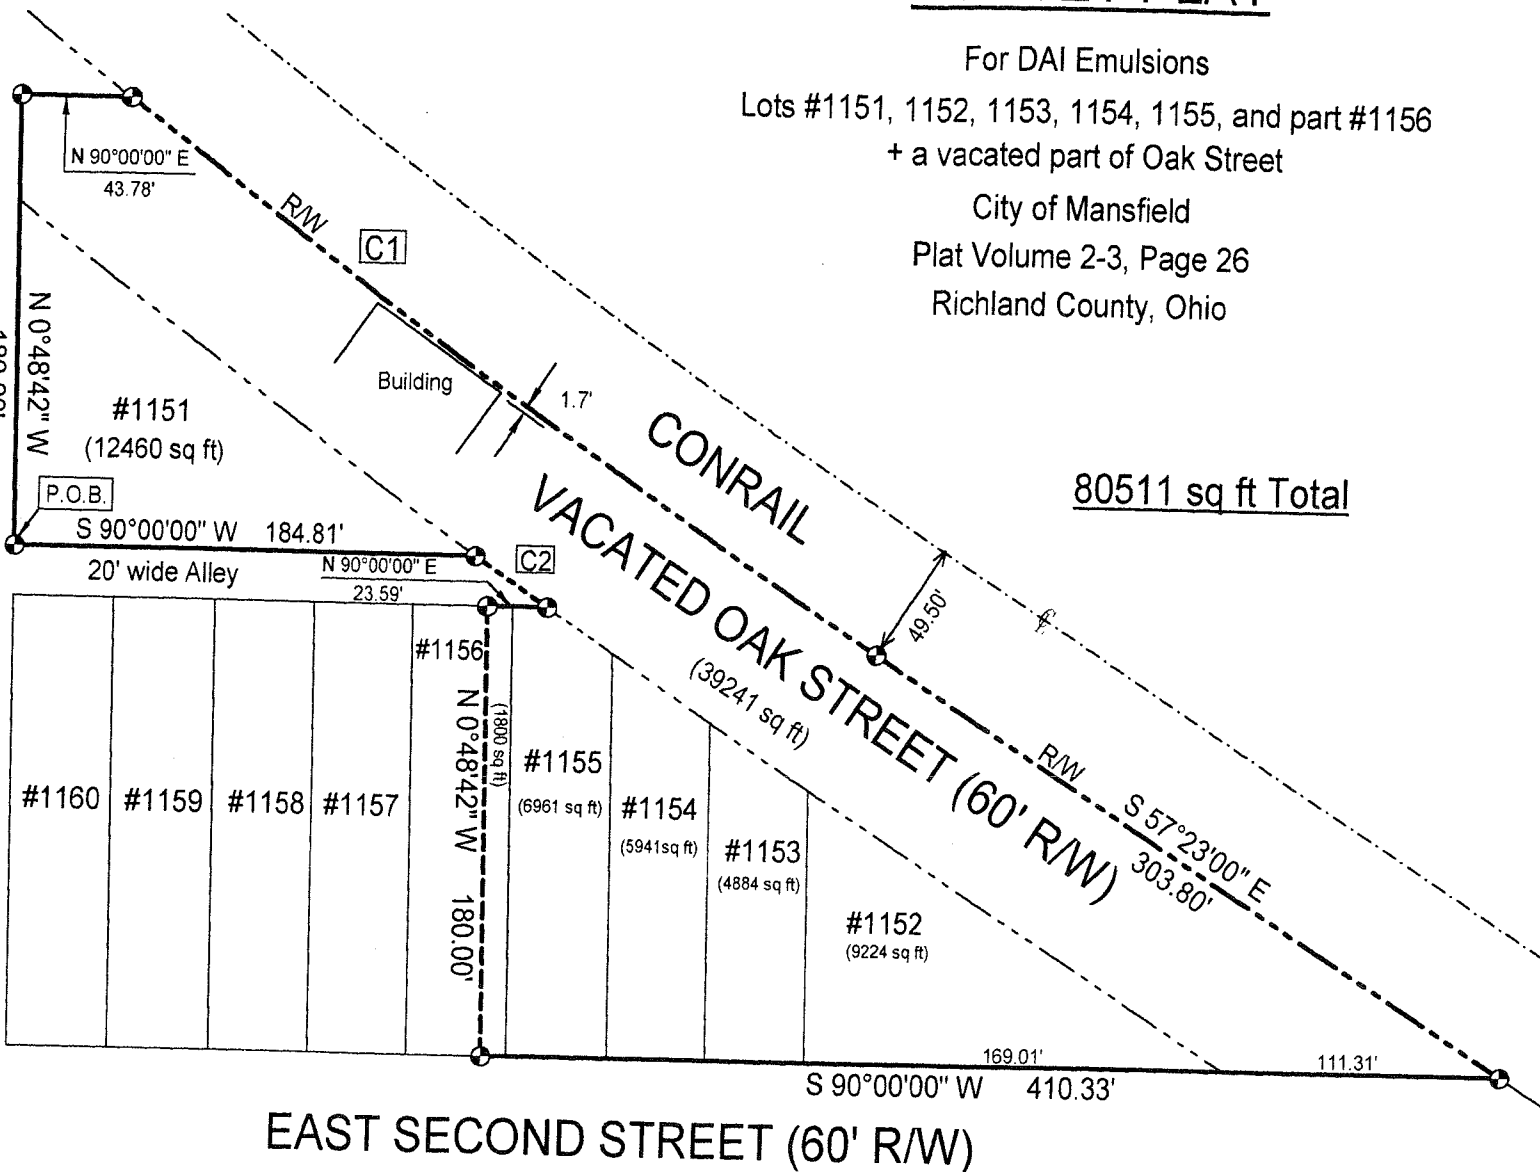 For DAI Emulsions
Lots #1151, 1152, 1153, 1154, 1155, and part #1156
+ a vacated part of Oak Street
City of Mansfield
Plat Volume 2-3, Page 26
Richland County, Ohio
80511 sq ft Total
N 90°00'00" E
43.78'
R/W
C1
Building
1.7'
N 0°48'42" W
#1151
(12460 sq ft)
P.O.B.
S 90°00'00" W 184.81'
20' wide Alley
N 90°00'00" E
23.59'
C2
CONRAIL
VACATED OAK STREET (60' R/W)
(39241 sq ft)
49.50'
R/W
S 57°23'00" E
303.80'
#1160
#1159
#1158
#1157
#1156
(1800 sq ft)
N 0°48'42" W 180.00'
#1155
(6961 sq ft)
#1154
(5941sq ft)
#1153
(4884 sq ft)
#1152
(9224 sq ft)
169.01'
111.31'
S 90°00'00" W 410.33'
EAST SECOND STREET (60' R/W)